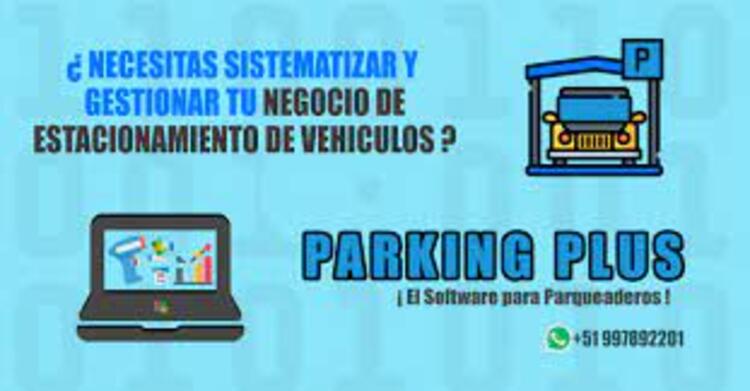 ¿ NECESITAS SISTEMATIZAR Y
GESTIONAR TU NEGOCIO DE
ESTACIONAMIENTO DE VEHICULOS ?
P
PARKING PLUS
¡ El Software para Parqueaderos !
+51 997892201